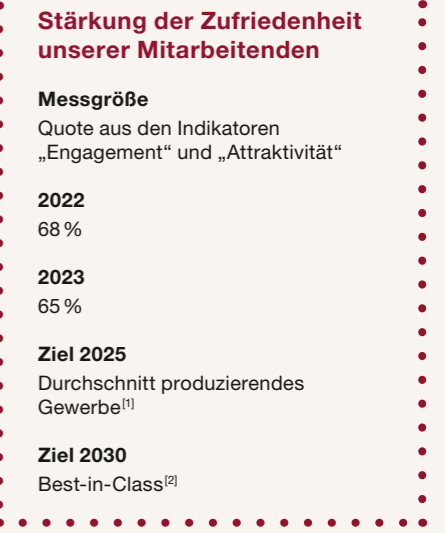 Stärkung der Zufriedenheit
unserer Mitarbeitenden
Messgröße
Quote aus den Indikatoren
„Engagement“ und „Attraktivität“
2022
68 %
2023
65 %
Ziel 2025
Durchschnitt produzierendes
Gewerbe[1]
Ziel 2030
Best-in-Class[2]